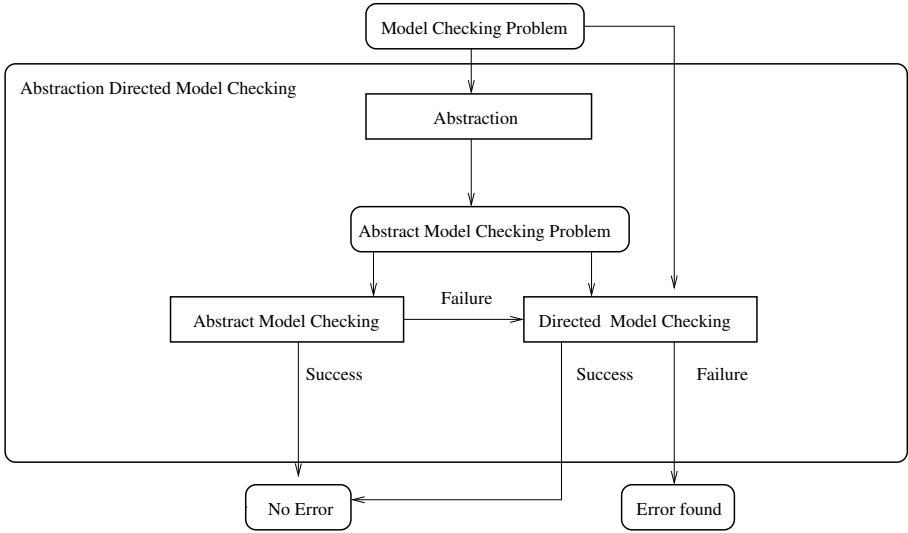 Model Checking Problem
Abstraction Directed Model Checking
Abstraction
Abstract Model Checking Problem
Failure
Abstract Model Checking
Directed Model Checking
Success
Success
Failure
No Error
Error found